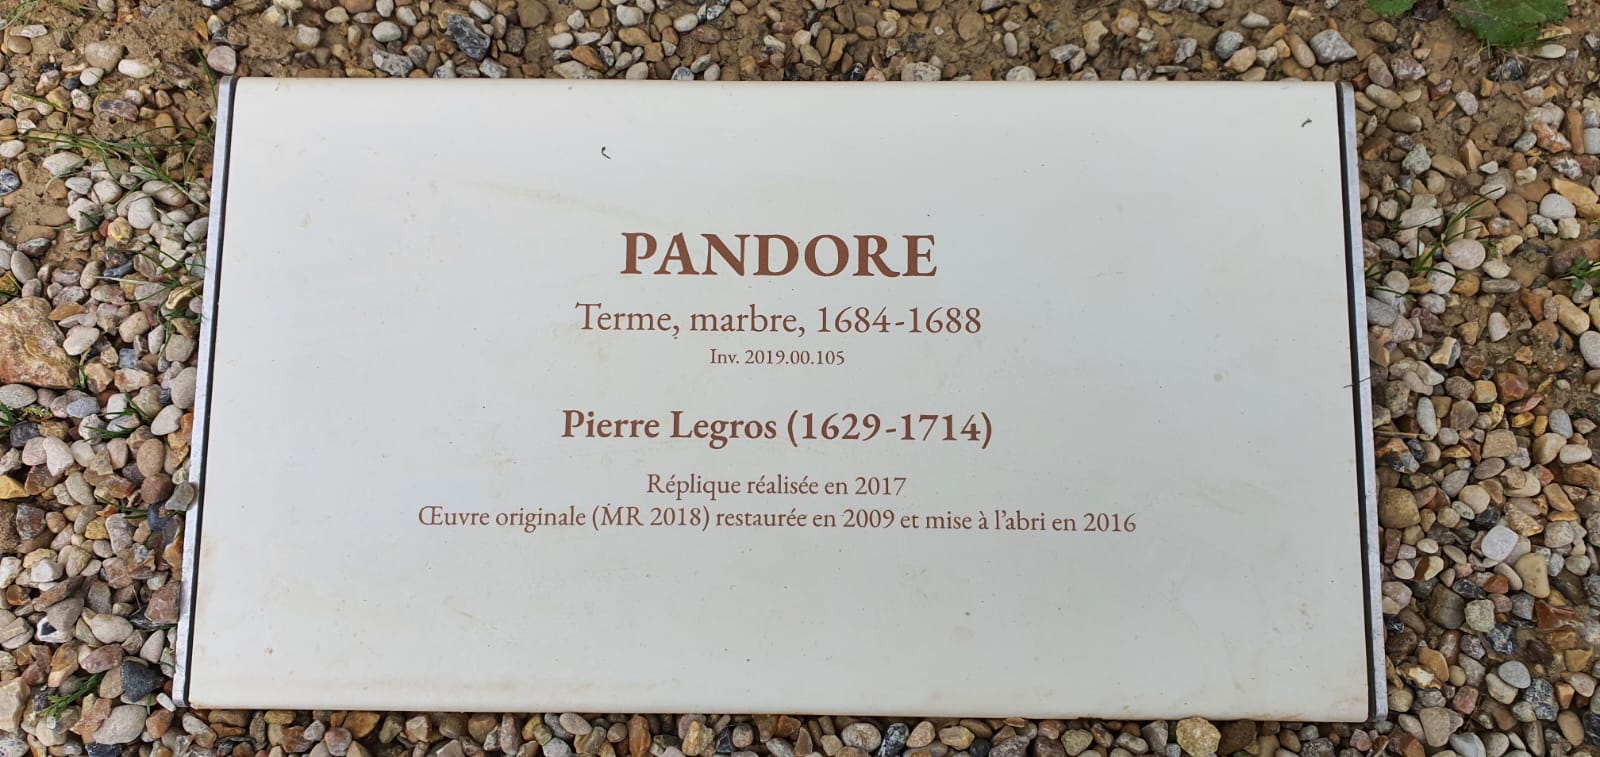 PANDORE
Terme, marbre, 1684-1688
Inv. 2019.00.105
Pierre Legros (1629-1714)
Réplique réalisée en 2017
Œuvre originale (MR 2018) restaurée en 2009 et mise à l'abri en 2016